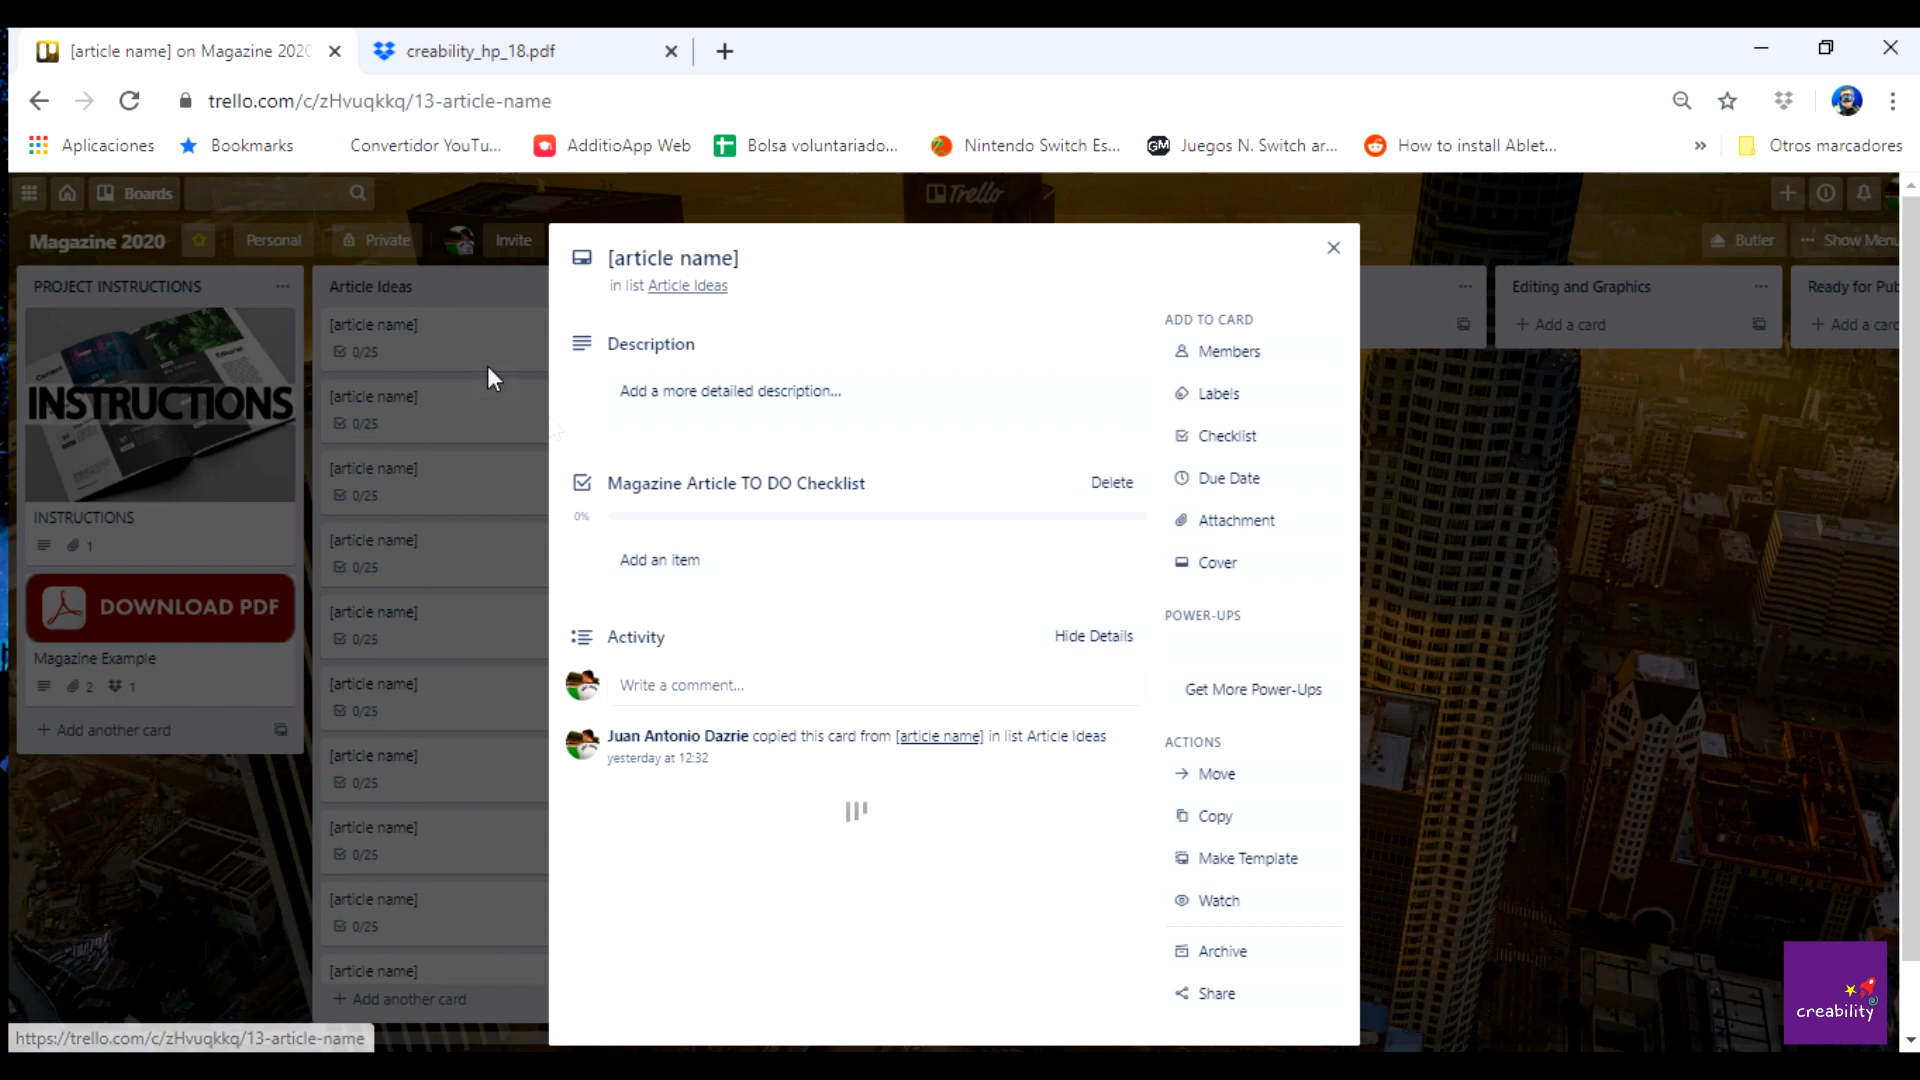 [article name] on Magazine 202
creability_hp_18.pdf
trello.com/c/zHvuqkkq/13-article-name
Aplicaciones
Bookmarks
Convertidor YouTu...
AdditioApp Web
Bolsa voluntariado...
Nintendo Switch Es...
GM
Juegos N. Switch ar...
How to install Ablet...
»
Otros marcadores
Boards
Trello
Magazine 2020
Personal
Private
Invite
Butler
··· Show Menu
PROJECT INSTRUCTIONS
INSTRUCTIONS
INSTRUCTIONS
1
DOWNLOAD PDF
Magazine Example
2
1
+ Add another card
Article Ideas
[article name]
0/25
[article name]
0/25
[article name]
0/25
[article name]
0/25
[article name]
0/25
[article name]
0/25
[article name]
0/25
[article name]
0/25
[article name]
0/25
[article name]
+ Add another card
[article name]
in list Article Ideas
Description
Add a more detailed description...
Magazine Article TO DO Checklist
Delete
0%
Add an item
Activity
Hide Details
Write a comment...
Juan Antonio Dazrie copied this card from [article name] in list Article Ideas
yesterday at 12:32
ADD TO CARD
Members
Labels
Checklist
Due Date
Attachment
Cover
POWER-UPS
Get More Power-Ups
ACTIONS
Move
Copy
Make Template
Watch
Archive
Share
Editing and Graphics
+ Add a card
Ready for Pub
+ Add a card
creability
https://trello.com/c/zHvuqkkq/13-article-name